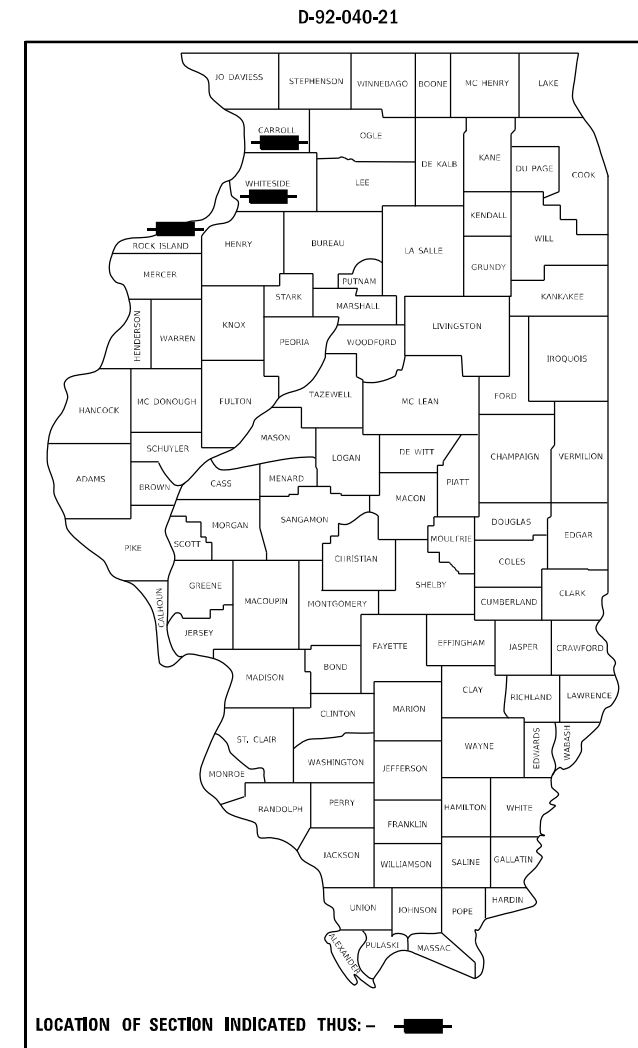 D-92-040-21
JO DAVIESS
STEPHENSON
WINNEBAGO
BOONE
MC HENRY
LAKE
CARROLL
OGLE
DE KALB
KANE
DU PAGE
COOK
WHITESIDE
LEE
KENDALL
WILL
ROCK ISLAND
HENRY
BUREAU
LA SALLE
GRUNDY
MERCER
PUTNAM
STARK
MARSHALL
KANKAKEE
HENDERSON
WARREN
KNOX
PEORIA
WOODFORD
LIVINGSTON
IROQUOIS
HANCOCK
MC DONOUGH
FULTON
TAZEWELL
MC LEAN
FORD
MASON
SCHUYLER
LOGAN
DE WITT
CHAMPAIGN
VERMILION
ADAMS
BROWN
CASS
MENARD
PIATT
MACON
MORGAN
SANGAMON
DOUGLAS
PIKE
SCOTT
CHRISTIAN
MOULTRIE
EDGAR
COLES
SHELBY
GREENE
CALHOUN
MACOUPIN
MONTGOMERY
CUMBERLAND
CLARK
JERSEY
FAYETTE
EFFINGHAM
JASPER
CRAWFORD
BOND
MADISON
CLAY
RICHLAND
LAWRENCE
CLINTON
MARION
ST. CLAIR
WAYNE
EDWARDS
WABASH
WASHINGTON
JEFFERSON
MONROE
RANDOLPH
PERRY
HAMILTON
WHITE
FRANKLIN
JACKSON
WILLIAMSON
SALINE
GALLATIN
UNION
JOHNSON
POPE
HARDIN
ALEXANDER
PULASKI
MASSAC
LOCATION OF SECTION INDICATED THUS: –